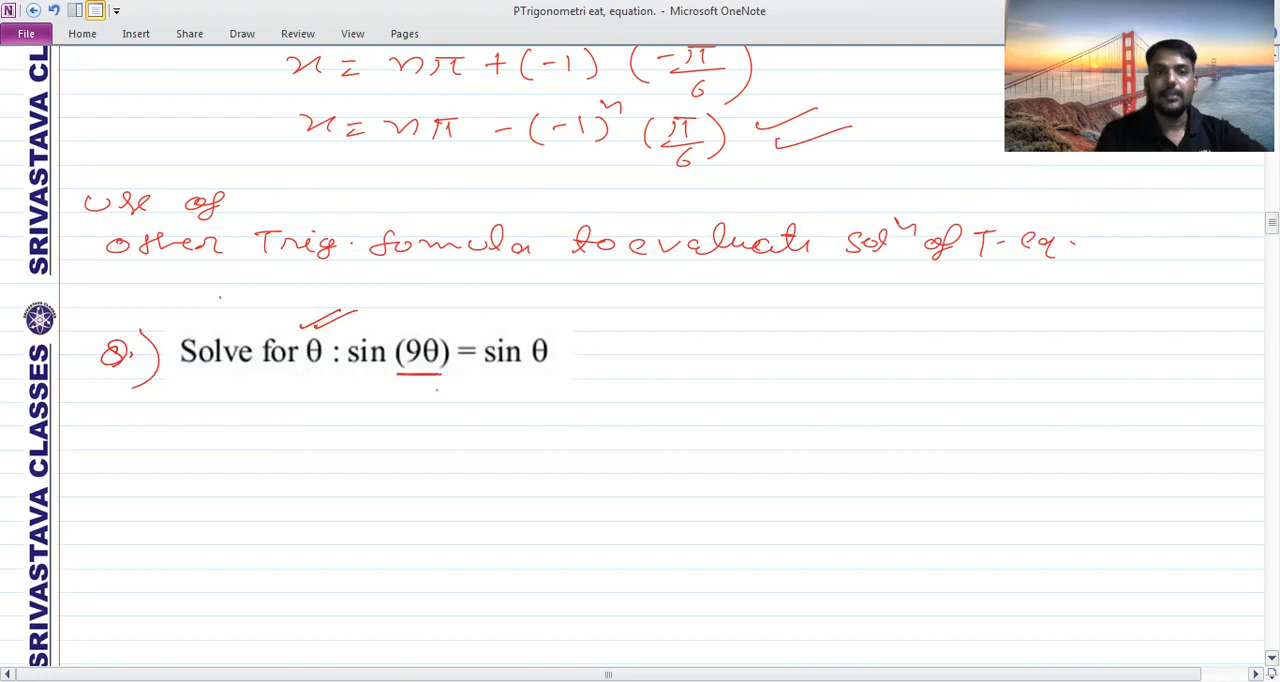 PTrigonometri eat, equation. - Microsoft OneNote
File Home Insert Share Draw Review View Pages
x = nπ + (-1) (-π/6)
x = nπ - (-1)ⁿ (π/6)
use of
other Trig. formula to evaluate solⁿ of T-eq.
Q.) Solve for θ : sin (9θ) = sin θ
SRIVASTAVA CL
SRIVASTAVA CLASSES
SRIVASTAVA CLASSES